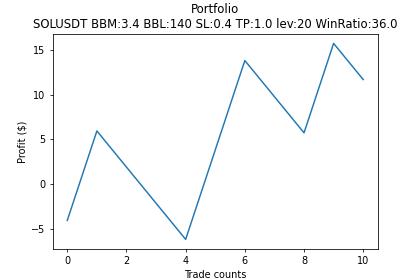 Portfolio
SOLUSDT BBM:3.4 BBL:140 SL:0.4 TP:1.0 lev:20 WinRatio:36.0
15
10
5
0
−5
Profit ($)
0
2
4
6
8
10
Trade counts